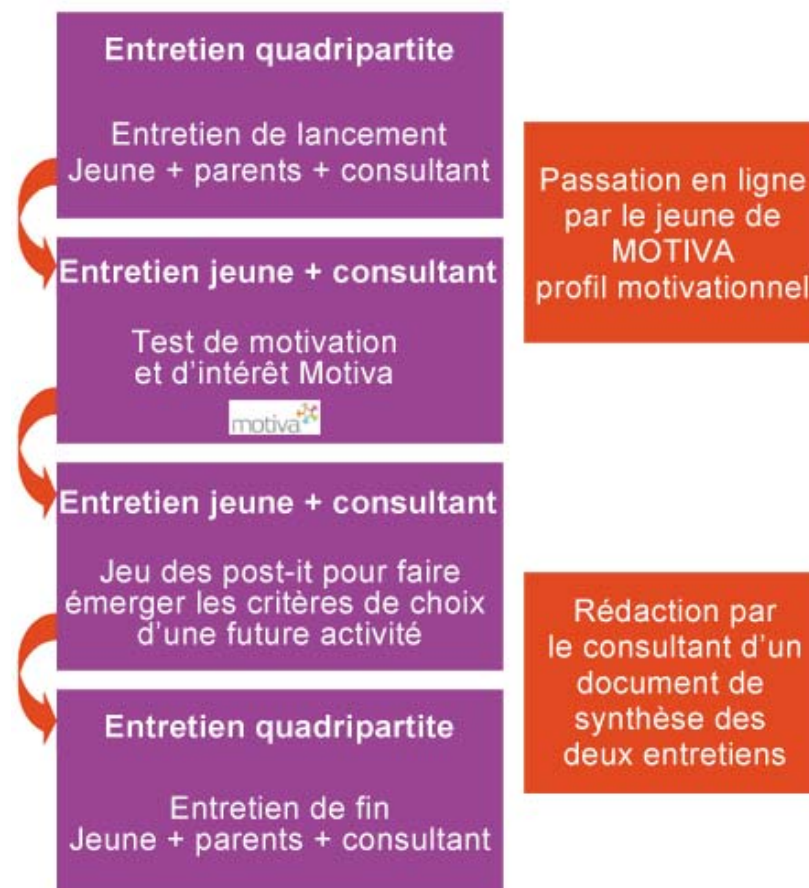 Entretien quadripartite
Entretien de lancement
Jeune + parents + consultant
Passation en ligne
par le jeune de
MOTIVA
profil motivationnel
Entretien jeune + consultant
Test de motivation
et d'intérêt Motiva
motiva
Entretien jeune + consultant
Jeu des post-it pour faire
émerger les critères de choix
d'une future activité
Rédaction par
le consultant d'un
document de
synthèse des
deux entretiens
Entretien quadripartite
Entretien de fin
Jeune + parents + consultant